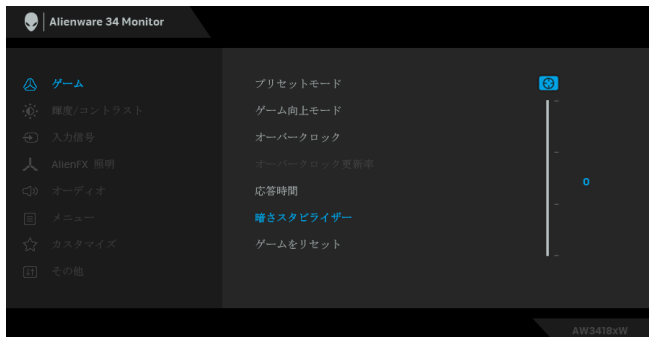 Alienware 34 Monitor
ゲーム
輝度/コントラスト
入力信号
AlienFX 照明
オーディオ
メニュー
カスタマイズ
その他
プリセットモード
ゲーム向上モード
オーバークロック
オーバークロック更新率
応答時間
暗さスタビライザー
ゲームをリセット
0
AW3418xW